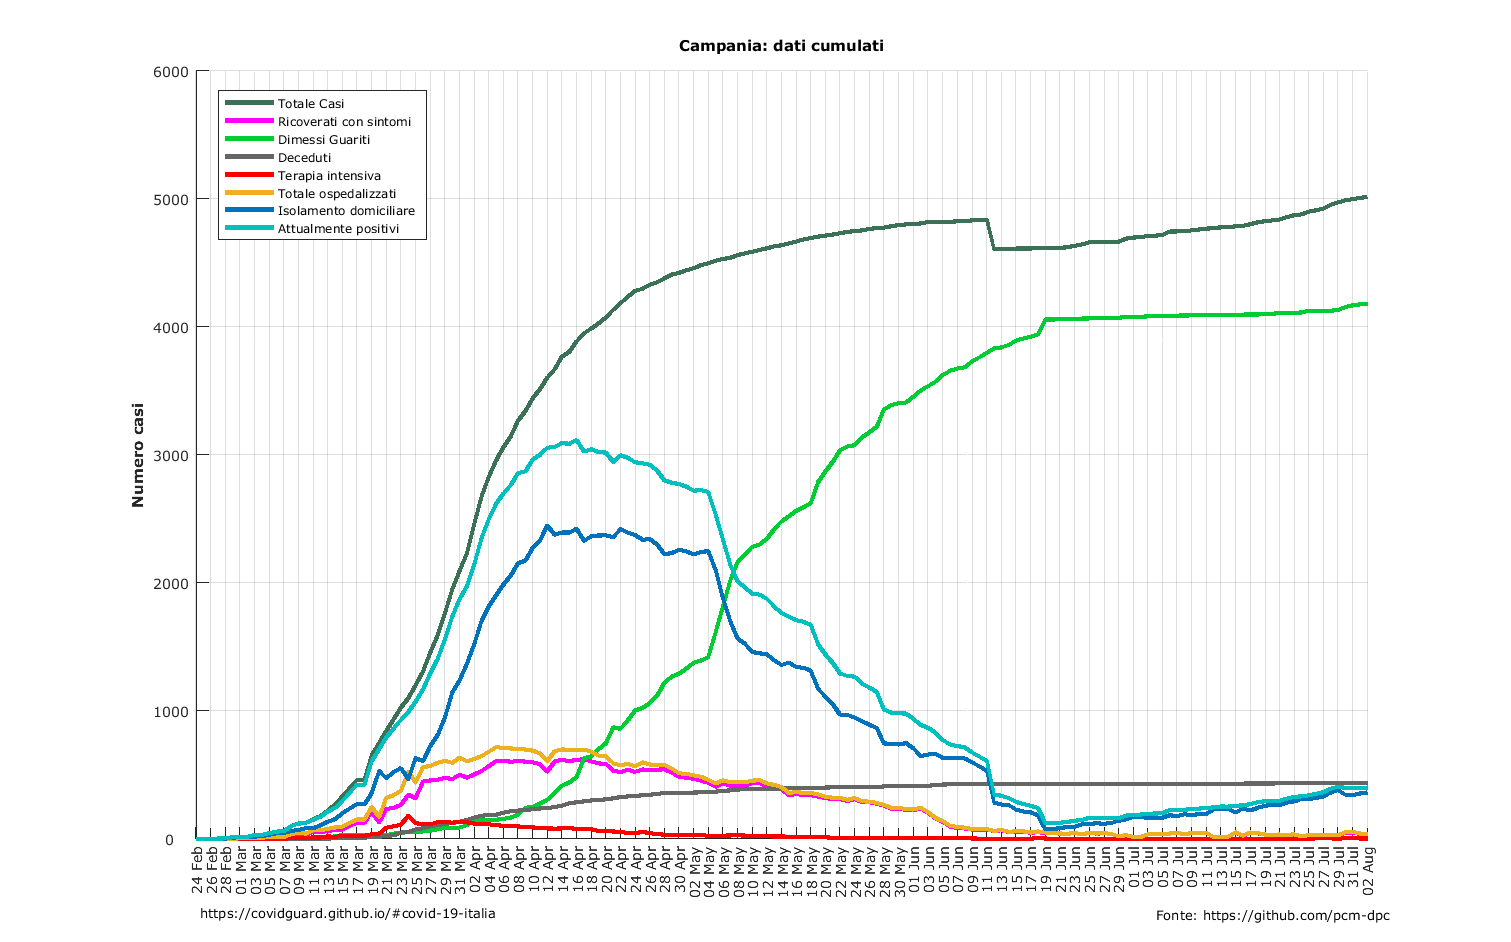 Campania: dati cumulati
6000
5000
4000
3000
2000
1000
0
Numero casi
Totale Casi
Ricoverati con sintomi
Dimessi Guariti
Deceduti
Terapia intensiva
Totale ospedalizzati
Isolamento domiciliare
Attualmente positivi
24 Feb
26 Feb
28 Feb
01 Mar
03 Mar
05 Mar
07 Mar
09 Mar
11 Mar
13 Mar
15 Mar
17 Mar
19 Mar
21 Mar
23 Mar
25 Mar
27 Mar
29 Mar
31 Mar
02 Apr
04 Apr
06 Apr
08 Apr
10 Apr
12 Apr
14 Apr
16 Apr
18 Apr
20 Apr
22 Apr
24 Apr
26 Apr
28 Apr
30 Apr
02 May
04 May
06 May
08 May
10 May
12 May
14 May
16 May
18 May
20 May
22 May
24 May
26 May
28 May
30 May
01 Jun
03 Jun
05 Jun
07 Jun
09 Jun
11 Jun
13 Jun
15 Jun
17 Jun
19 Jun
21 Jun
23 Jun
25 Jun
27 Jun
29 Jun
01 Jul
03 Jul
05 Jul
07 Jul
09 Jul
11 Jul
13 Jul
15 Jul
17 Jul
19 Jul
21 Jul
23 Jul
25 Jul
27 Jul
29 Jul
31 Jul
02 Aug
https://covidguard.github.io/#covid-19-italia
Fonte: https://github.com/pcm-dpc